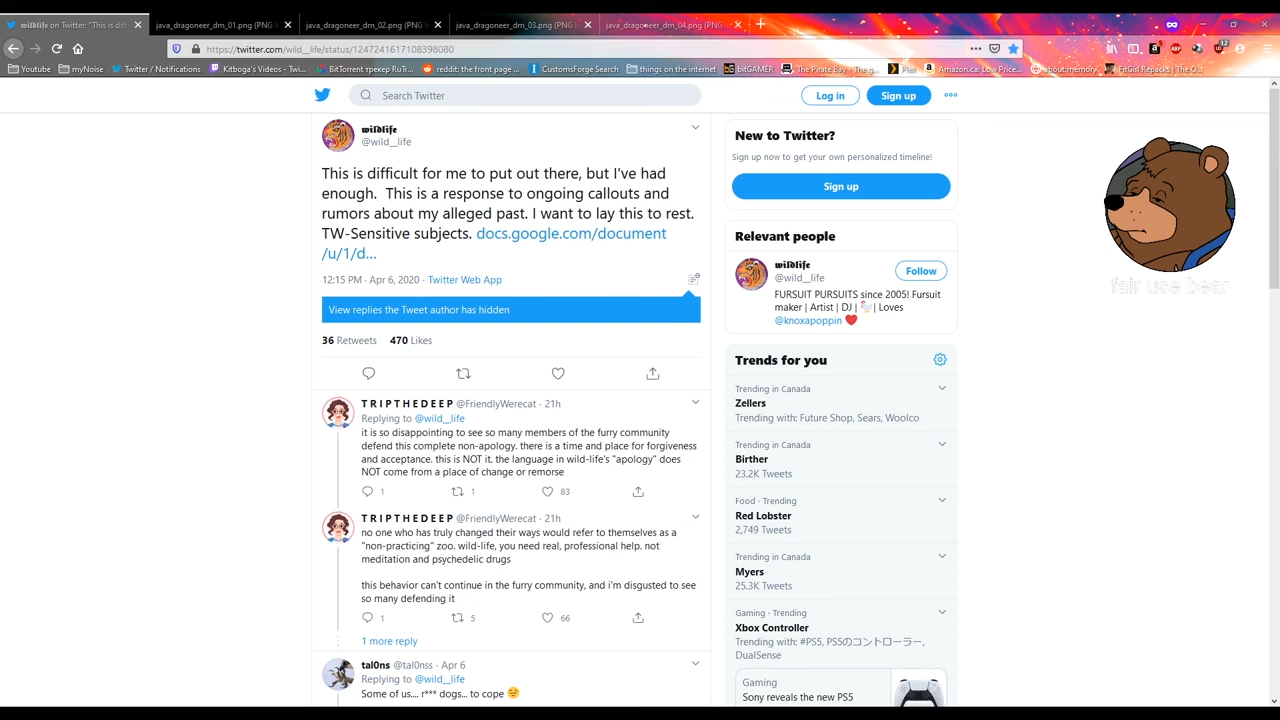 wildlife on Twitter: "This is dif
java_dragoneer_dm_01.png (PNG I
java_dragoneer_dm_02.png (PNG I
java_dragoneer_dm_03.png (PNG I
java_dragoneer_dm_04.png (PNG
https://twitter.com/wild__life/status/1247241617108398080
Youtube
myNoise
Twitter / Notifications
Kitboga's Videos - Twi...
BitTorrent трекер RuTr...
reddit: the front page ...
CustomsForge Search
things on the internet
bitGAMER
The Pirate Bay - The g...
Plex
Amazon.ca: Low Price...
about:memory
FitGirl Repacks | The O...
Search Twitter
Log in
Sign up
wildlife
@wild__life
This is difficult for me to put out there, but I've had
enough.  This is a response to ongoing callouts and
rumors about my alleged past. I want to lay this to rest.
TW-Sensitive subjects. docs.google.com/document
/u/1/d...
12:15 PM · Apr 6, 2020 · Twitter Web App
View replies the Tweet author has hidden
36 Retweets 470 Likes
T R I P T H E D E E P @FriendlyWerecat · 21h
Replying to @wild__life
it is so disappointing to see so many members of the furry community
defend this complete non-apology. there is a time and place for forgiveness
and acceptance. this is NOT it. the language in wild-life's "apology" does
NOT come from a place of change or remorse
1 1 83
T R I P T H E D E E P @FriendlyWerecat · 21h
no one who has truly changed their ways would refer to themselves as a
"non-practicing" zoo. wild-life, you need real, professional help. not
meditation and psychedelic drugs
this behavior can't continue in the furry community, and i'm disgusted to see
so many defending it
1 5 66
1 more reply
tal0ns @tal0nss · Apr 6
Replying to @wild__life
Some of us.... r*** dogs... to cope 😔
New to Twitter?
Sign up now to get your own personalized timeline!
Sign up
Relevant people
wildlife
@wild__life
Follow
FURSUIT PURSUITS since 2005! Fursuit
maker | Artist | DJ | 🐩 | Loves
@knoxapoppin ❤️
Trends for you
Trending in Canada
Zellers
Trending with: Future Shop, Sears, Woolco
Trending in Canada
Birther
23.2K Tweets
Food · Trending
Red Lobster
2,749 Tweets
Trending in Canada
Myers
25.3K Tweets
Gaming · Trending
Xbox Controller
Trending with: #PS5, PS5のコントローラー,
DualSense
Gaming
Sony reveals the new PS5
fair use bear